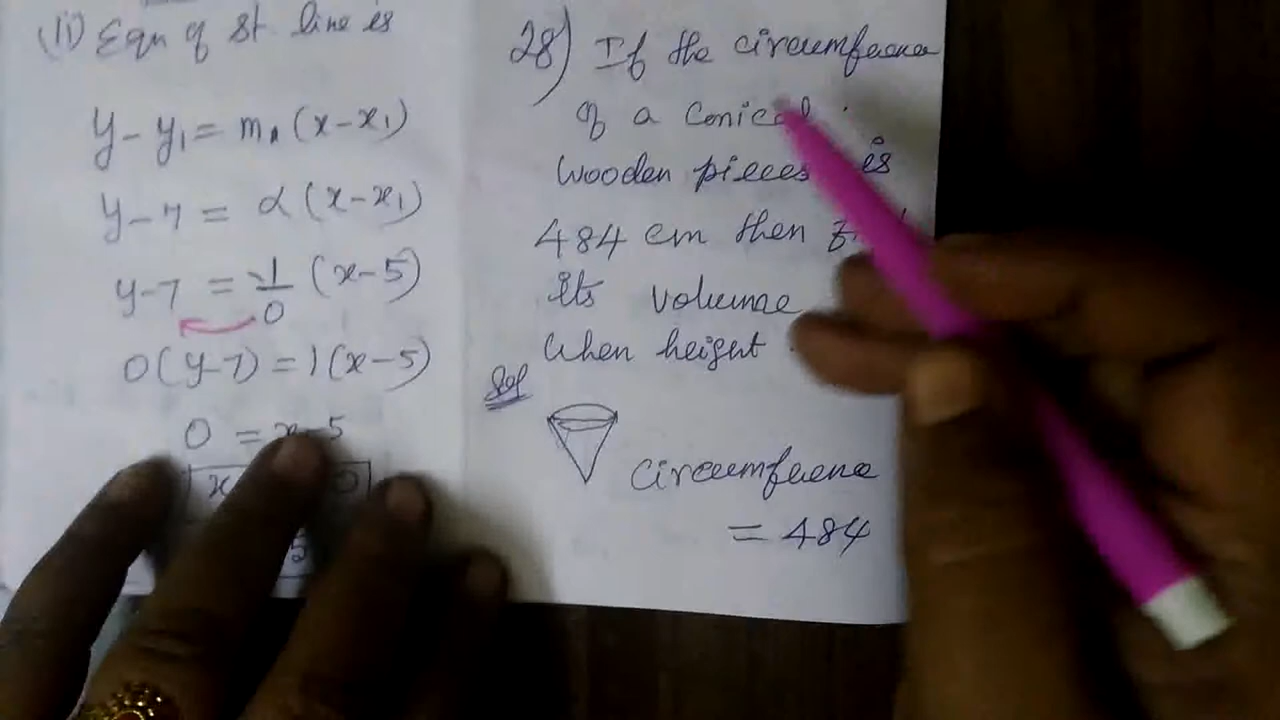 (ii) Eqn of st. line is
y - y₁ = m (x - x₁)
y - 7 = α (x - x₁)
y - 7 = -1/0 (x - 5)
0(y - 7) = 1(x - 5)
0 = x - 5
28) If the circumference
of a conical
wooden pieces is
484 cm then
its volume
when height
Sol
circumference
= 484